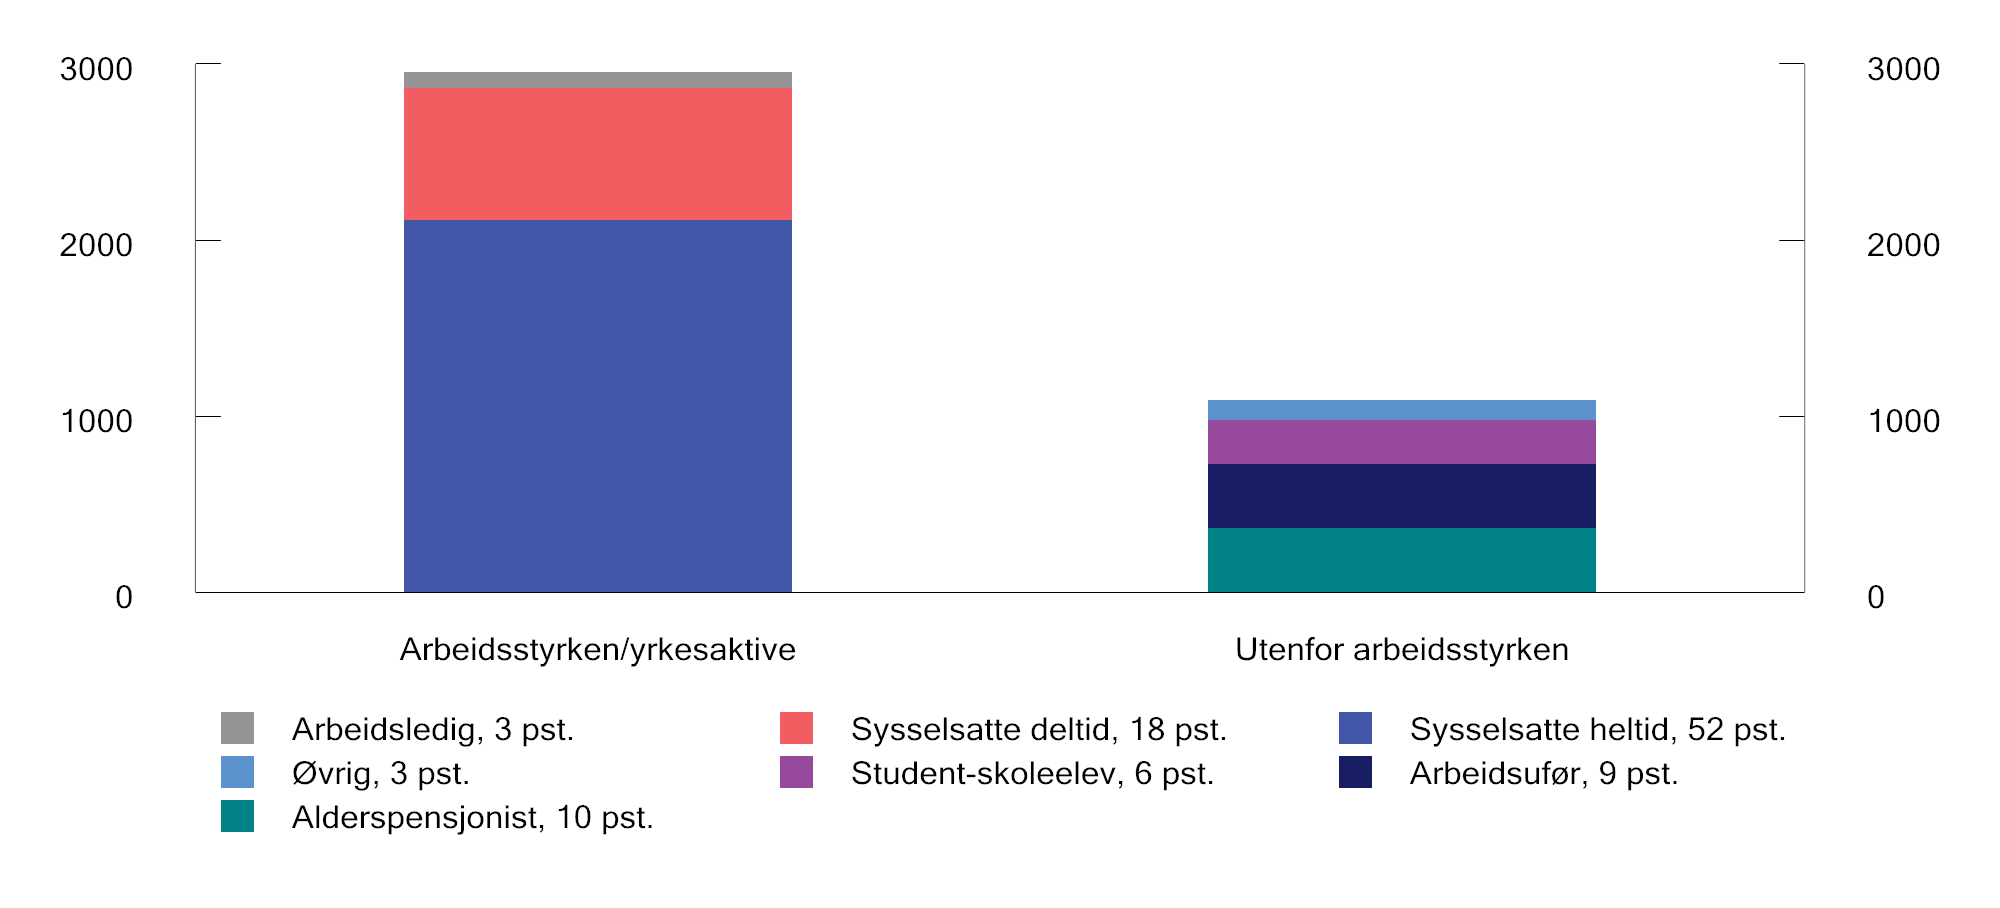 3000 3000
2000 2000
1000 1000
0 0
Arbeidsstyrken/yrkesaktive Utenfor arbeidsstyrken
Arbeidsledig, 3 pst. Sysselsatte deltid, 18 pst. Sysselsatte heltid, 52 pst.
Øvrig, 3 pst. Student-skoleelev, 6 pst. Arbeidsufør, 9 pst.
Alderspensjonist, 10 pst.